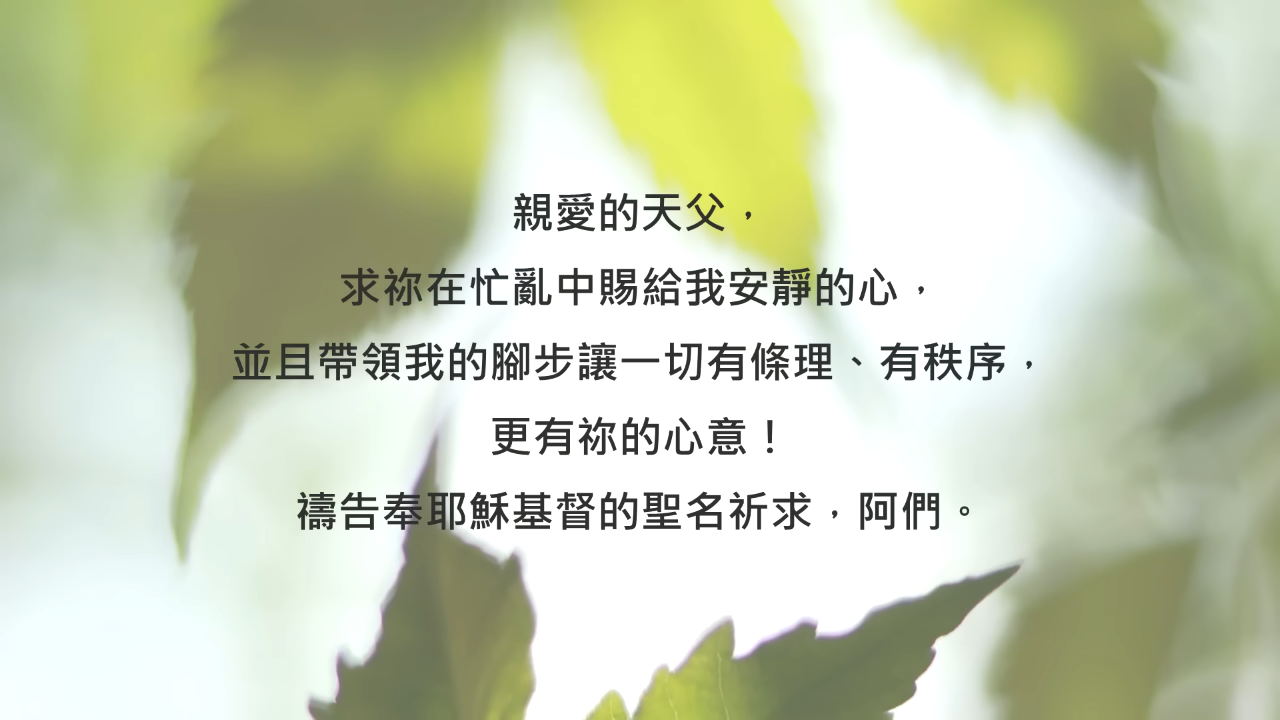 親愛的天父，
求祢在忙亂中賜給我安靜的心，
並且帶領我的腳步讓一切有條理、有秩序，
更有祢的心意！
禱告奉耶穌基督的聖名祈求，阿們。